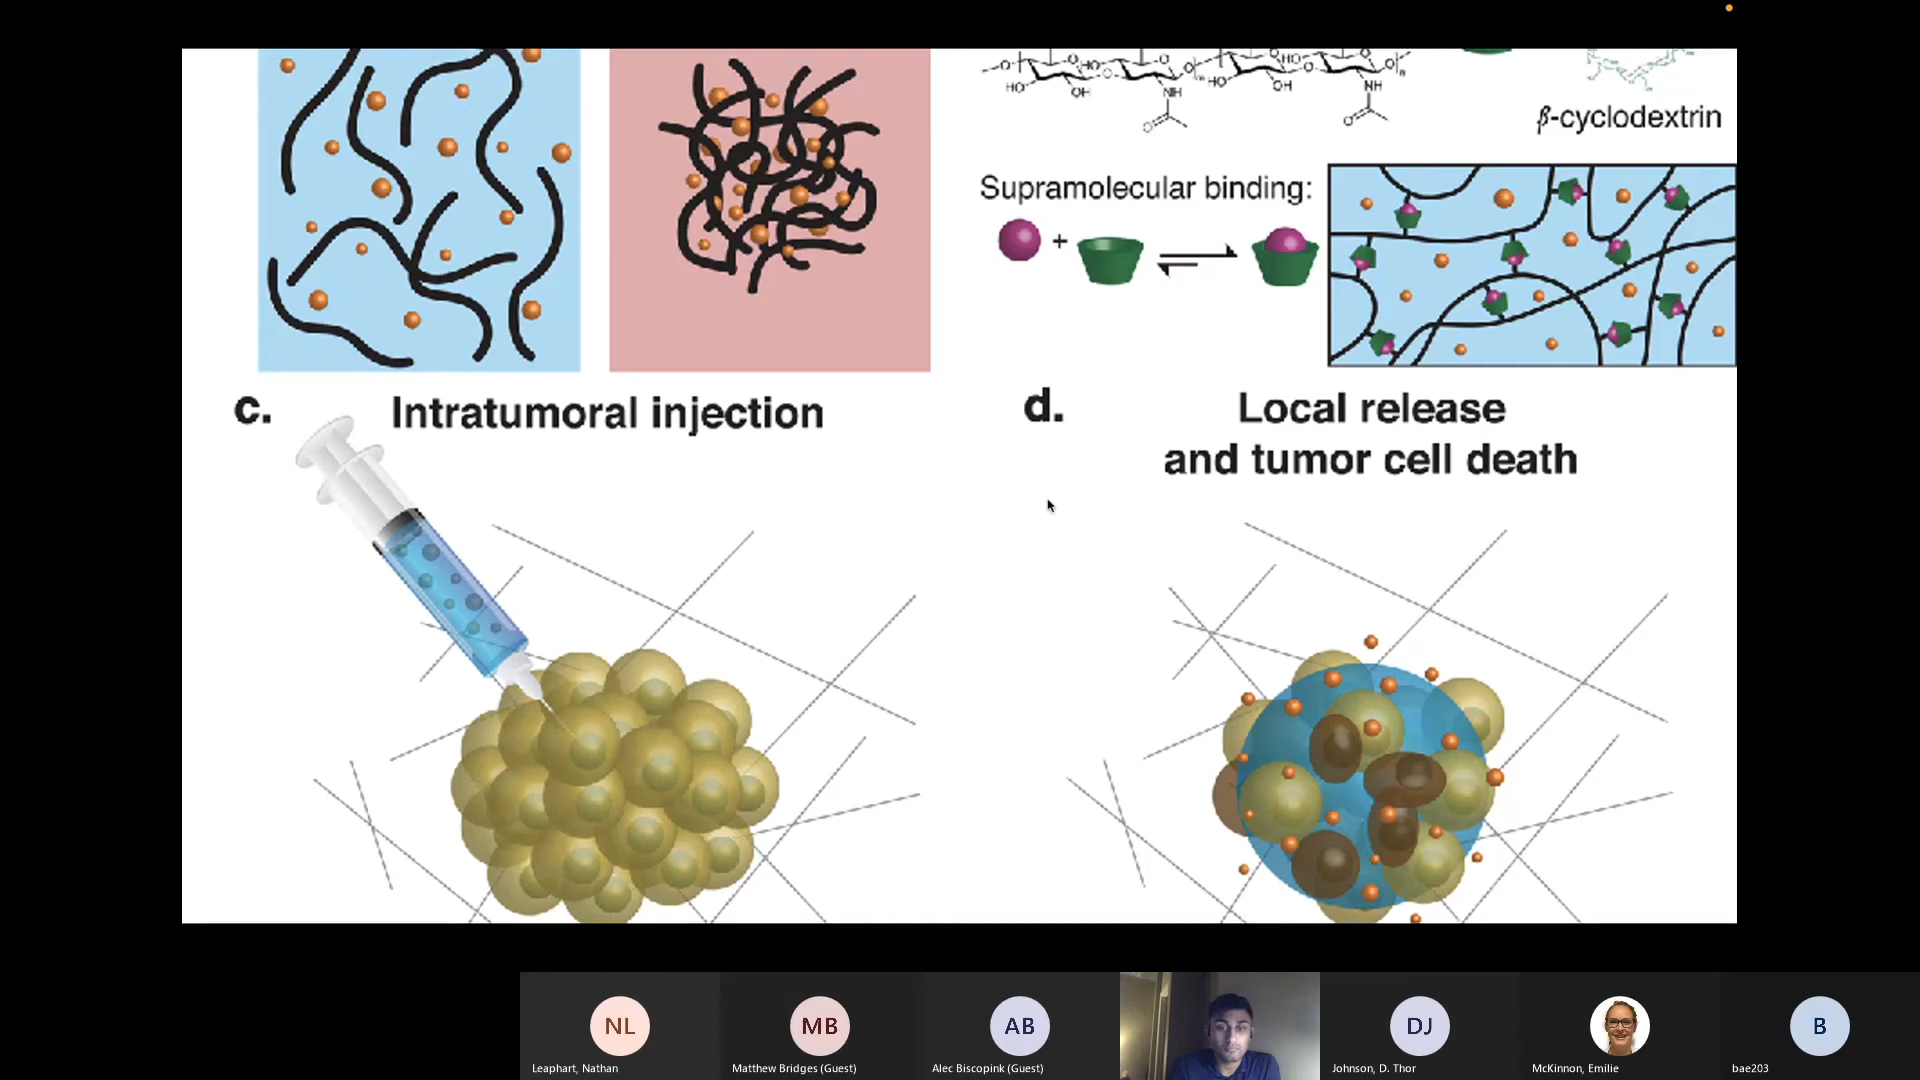 β-cyclodextrin
Supramolecular binding:
+
c.
Intratumoral injection
d.
Local release
and tumor cell death
NL
MB
AB
DJ
B
Leaphart, Nathan
Matthew Bridges (Guest)
Alec Biscopink (Guest)
Johnson, D. Thor
McKinnon, Emilie
bae203